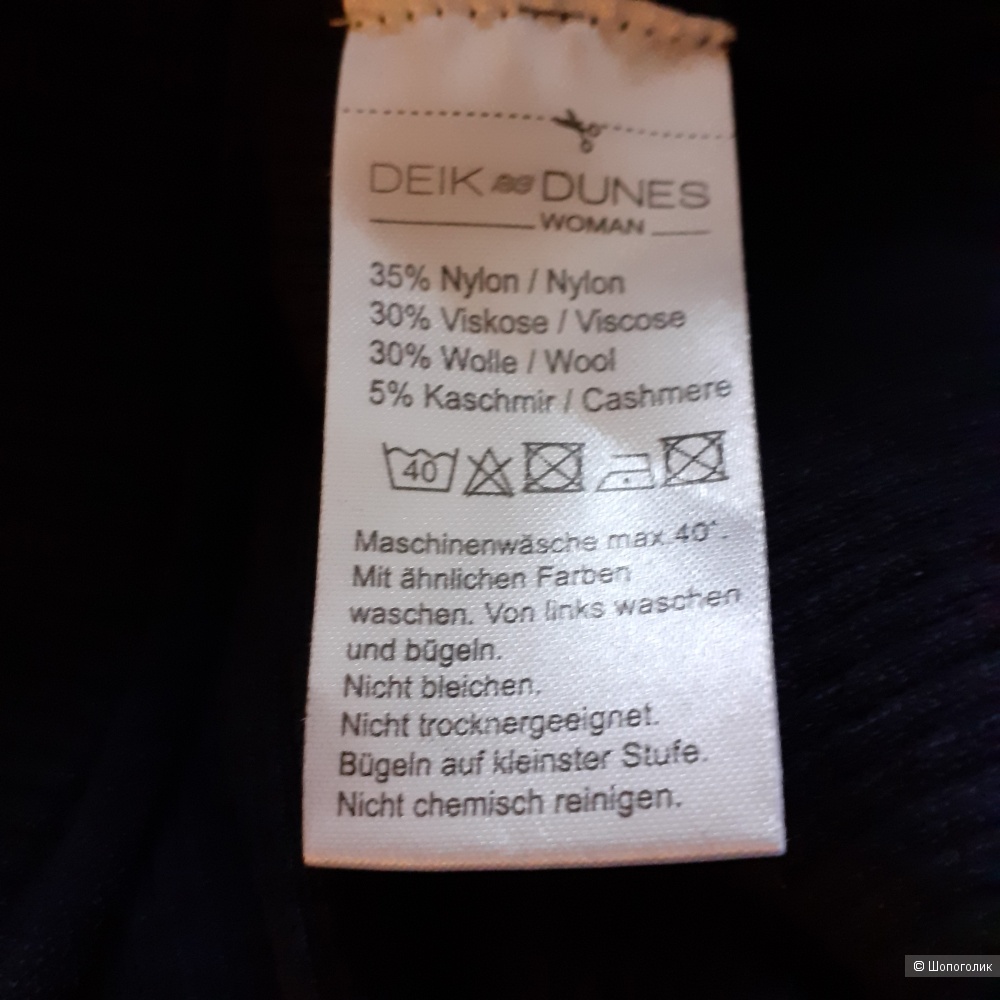 DEIK DUNES
WOMAN
35% Nylon / Nylon
30% Viskose / Viscose
30% Wolle / Wool
5% Kaschmir / Cashmere
40
Maschinenwäsche max 40°.
Mit ähnlichen Farben
waschen. Von links waschen
und bügeln.
Nicht bleichen.
Nicht trocknergeeignet.
Bügeln auf kleinster Stufe.
Nicht chemisch reinigen.
© Шопоголик